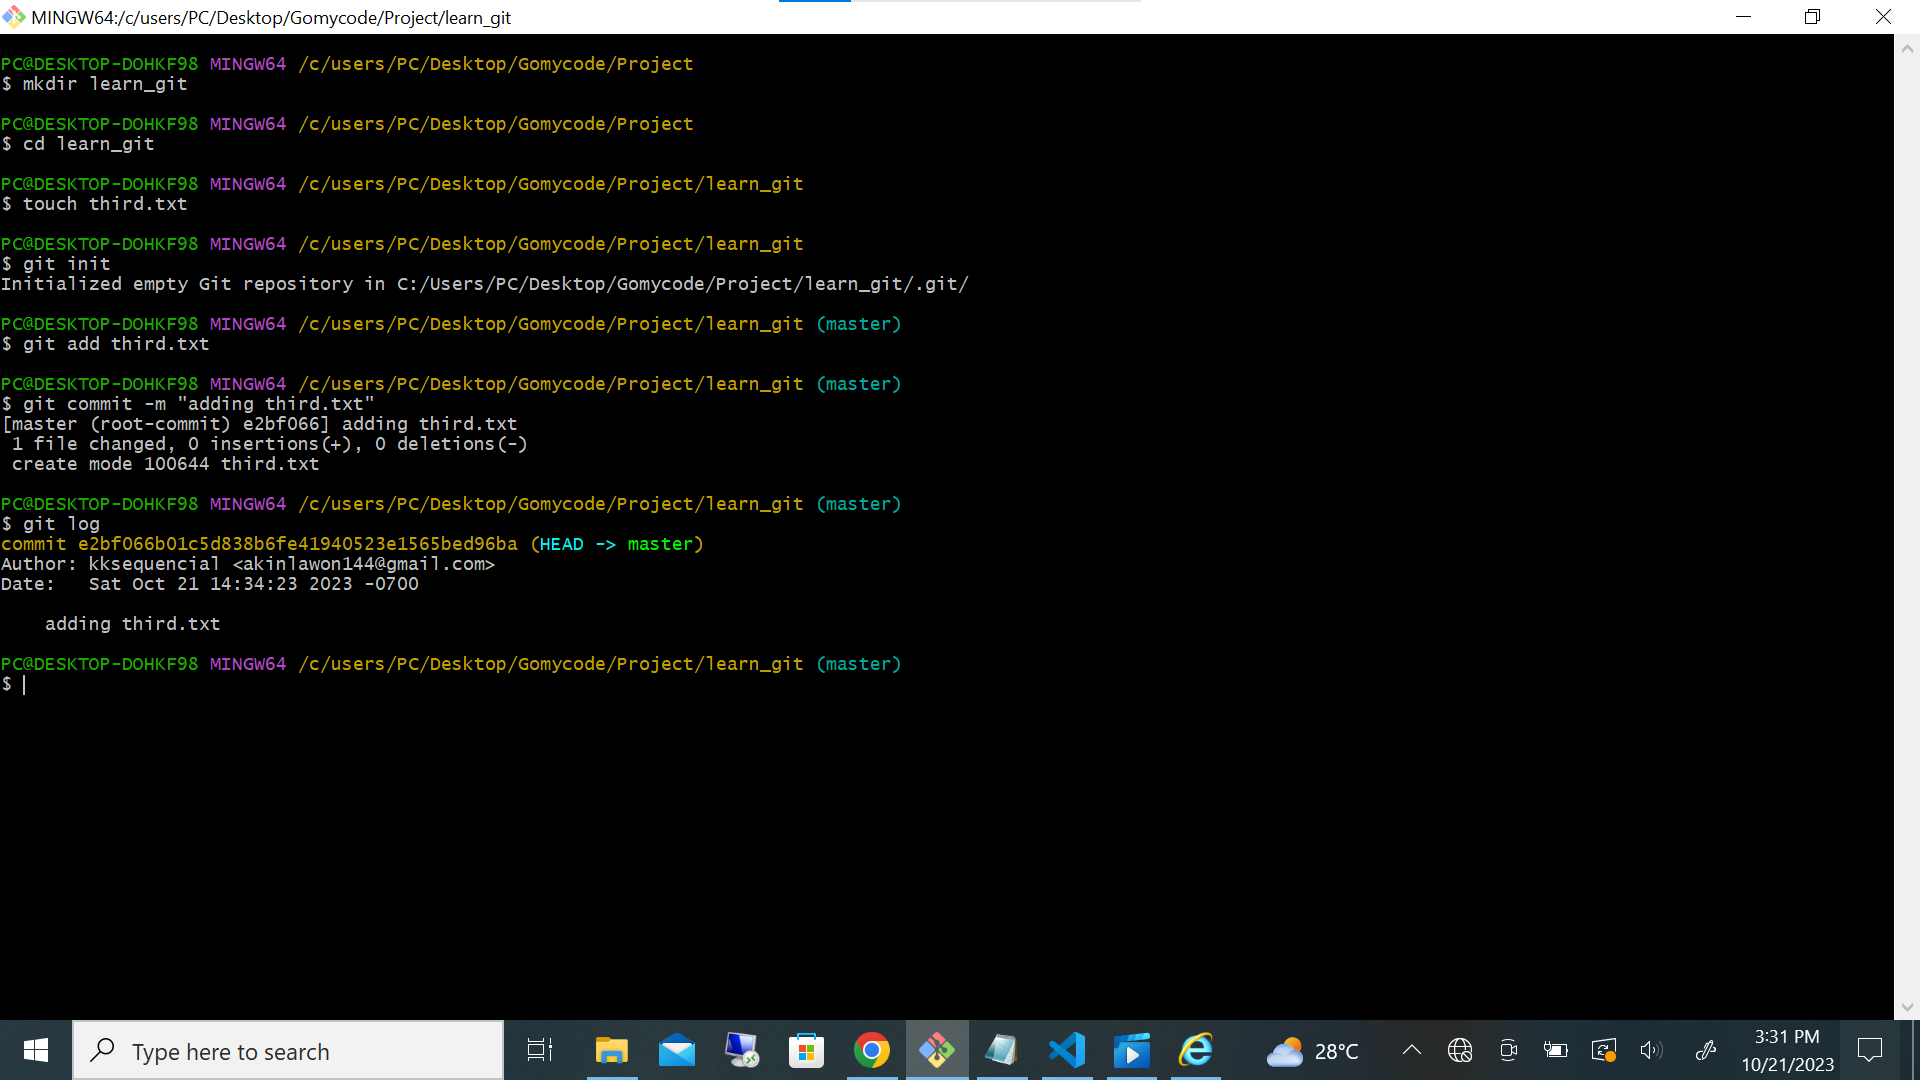 MINGW64:/c/users/PC/Desktop/Gomycode/Project/learn_git
PC@DESKTOP-DOHKF98 MINGW64 /c/users/PC/Desktop/Gomycode/Project
$ mkdir learn_git
PC@DESKTOP-DOHKF98 MINGW64 /c/users/PC/Desktop/Gomycode/Project
$ cd learn_git
PC@DESKTOP-DOHKF98 MINGW64 /c/users/PC/Desktop/Gomycode/Project/learn_git
$ touch third.txt
PC@DESKTOP-DOHKF98 MINGW64 /c/users/PC/Desktop/Gomycode/Project/learn_git
$ git init
Initialized empty Git repository in C:/Users/PC/Desktop/Gomycode/Project/learn_git/.git/
PC@DESKTOP-DOHKF98 MINGW64 /c/users/PC/Desktop/Gomycode/Project/learn_git (master)
$ git add third.txt
PC@DESKTOP-DOHKF98 MINGW64 /c/users/PC/Desktop/Gomycode/Project/learn_git (master)
$ git commit -m "adding third.txt"
[master (root-commit) e2bf066] adding third.txt
 1 file changed, 0 insertions(+), 0 deletions(-)
 create mode 100644 third.txt
PC@DESKTOP-DOHKF98 MINGW64 /c/users/PC/Desktop/Gomycode/Project/learn_git (master)
$ git log
commit e2bf066b01c5d838b6fe41940523e1565bed96ba (HEAD -> master)
Author: kksequencial <akinlawon144@gmail.com>
Date:   Sat Oct 21 14:34:23 2023 -0700
    adding third.txt
PC@DESKTOP-DOHKF98 MINGW64 /c/users/PC/Desktop/Gomycode/Project/learn_git (master)
$
Type here to search
28°C
3:31 PM
10/21/2023